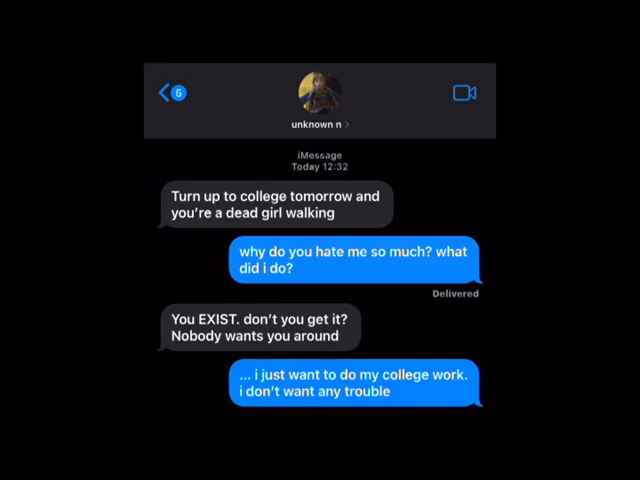 5
unknown n >
iMessage
Today 12:32
Turn up to college tomorrow and
you're a dead girl walking
why do you hate me so much? what
did i do?
Delivered
You EXIST. don't you get it?
Nobody wants you around
... i just want to do my college work.
i don't want any trouble